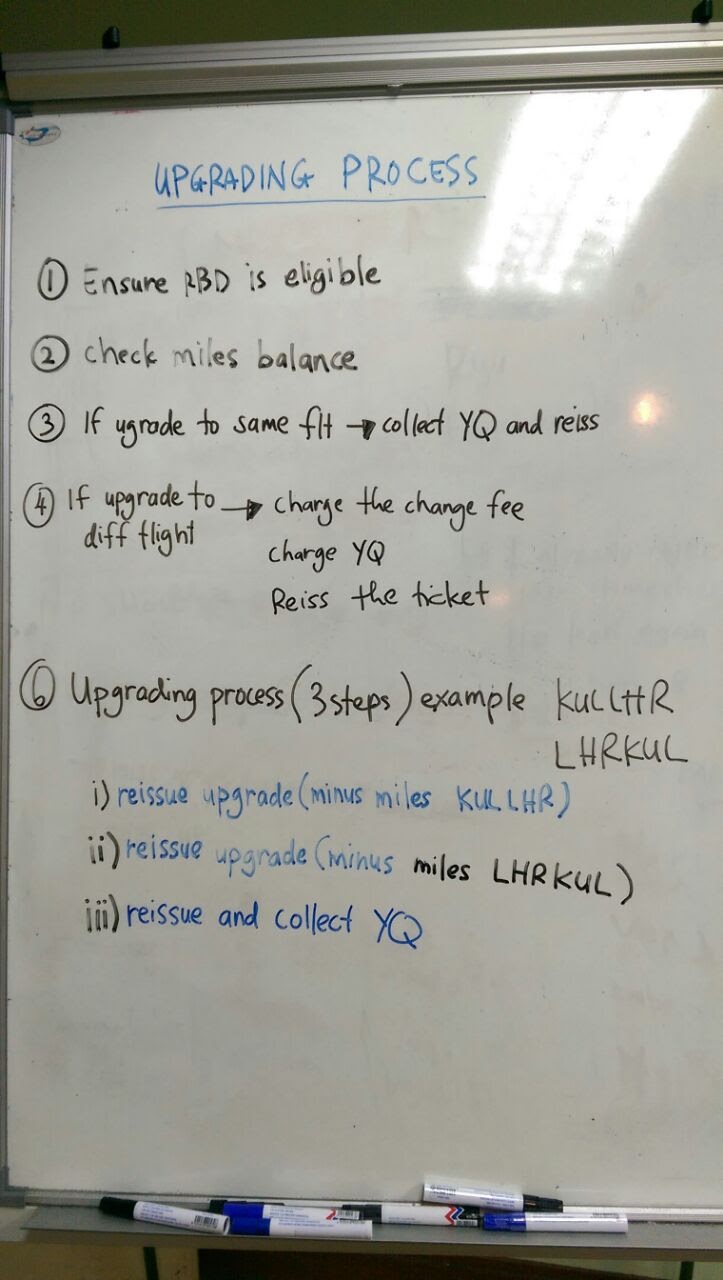 UPGRADING PROCESS
① Ensure RBD is eligible
② check miles balance
③ If ugrade to same flt → collect YQ and reiss
④ If upgrade to → charge the change fee
diff flight
charge YQ
Reiss the ticket
⑥ Upgrading process (3 steps) example KULLHR
LHRKUL
i) reissue upgrade (minus miles KULLHR)
ii) reissue upgrade (minus miles LHRKUL)
iii) reissue and collect YQ